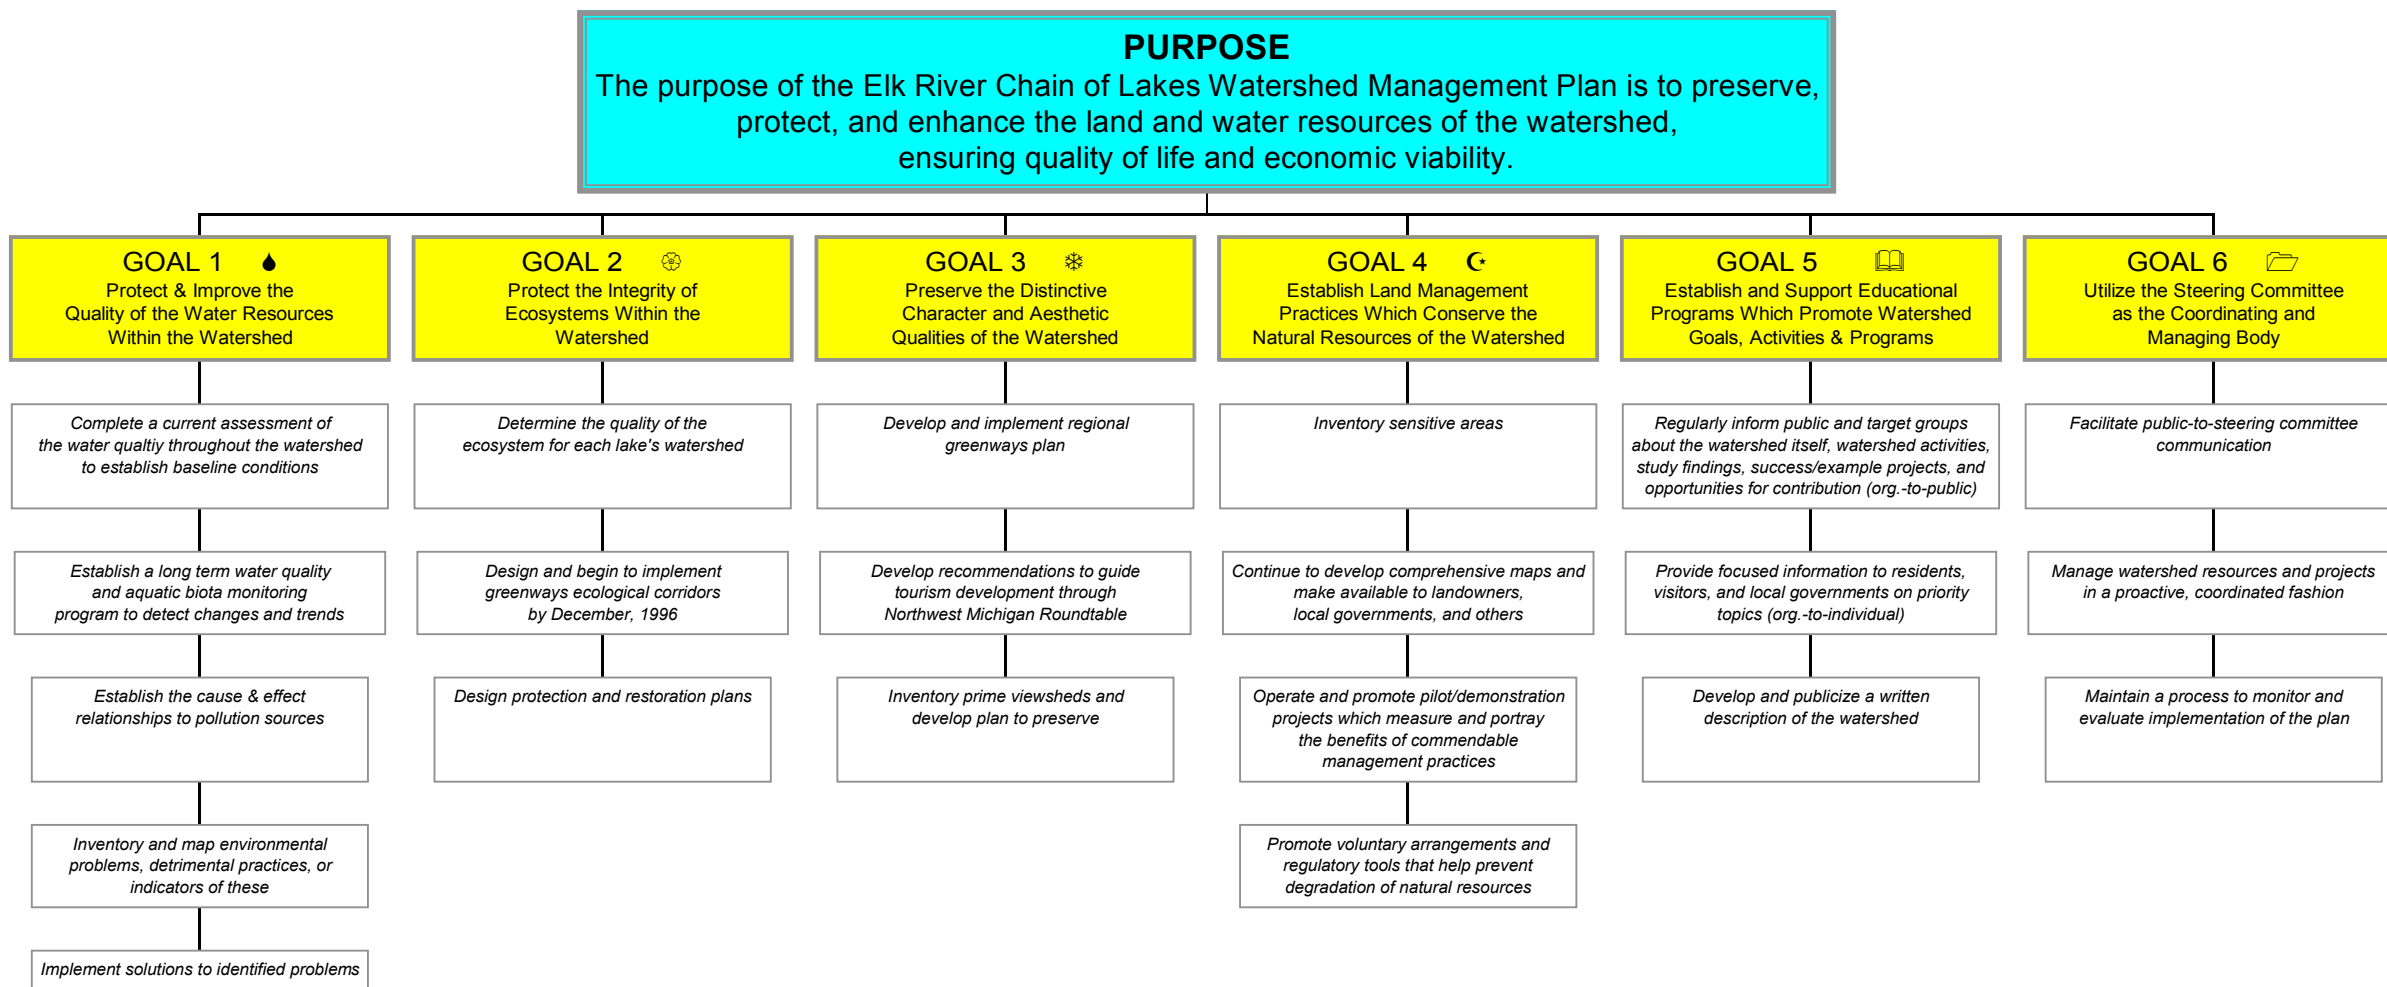 PURPOSE
The purpose of the Elk River Chain of Lakes Watershed Management Plan is to preserve,
protect, and enhance the land and water resources of the watershed,
ensuring quality of life and economic viability.
GOAL 1
Protect & Improve the
Quality of the Water Resources
Within the Watershed
Complete a current assessment of
the water qualtiy throughout the watershed
to establish baseline conditions
Establish a long term water quality
and aquatic biota monitoring
program to detect changes and trends
Establish the cause & effect
relationships to pollution sources
Inventory and map environmental
problems, detrimental practices, or
indicators of these
Implement solutions to identified problems
GOAL 2
Protect the Integrity of
Ecosystems Within the
Watershed
Determine the quality of the
ecosystem for each lake's watershed
Design and begin to implement
greenways ecological corridors
by December, 1996
Design protection and restoration plans
GOAL 3
Preserve the Distinctive
Character and Aesthetic
Qualities of the Watershed
Develop and implement regional
greenways plan
Develop recommendations to guide
tourism development through
Northwest Michigan Roundtable
Inventory prime viewsheds and
develop plan to preserve
GOAL 4
Establish Land Management
Practices Which Conserve the
Natural Resources of the Watershed
Inventory sensitive areas
Continue to develop comprehensive maps and
make available to landowners,
local governments, and others
Operate and promote pilot/demonstration
projects which measure and portray
the benefits of commendable
management practices
Promote voluntary arrangements and
regulatory tools that help prevent
degradation of natural resources
GOAL 5
Establish and Support Educational
Programs Which Promote Watershed
Goals, Activities & Programs
Regularly inform public and target groups
about the watershed itself, watershed activities,
study findings, success/example projects, and
opportunities for contribution (org.-to-public)
Provide focused information to residents,
visitors, and local governments on priority
topics (org.-to-individual)
Develop and publicize a written
description of the watershed
GOAL 6
Utilize the Steering Committee
as the Coordinating and
Managing Body
Facilitate public-to-steering committee
communication
Manage watershed resources and projects
in a proactive, coordinated fashion
Maintain a process to monitor and
evaluate implementation of the plan